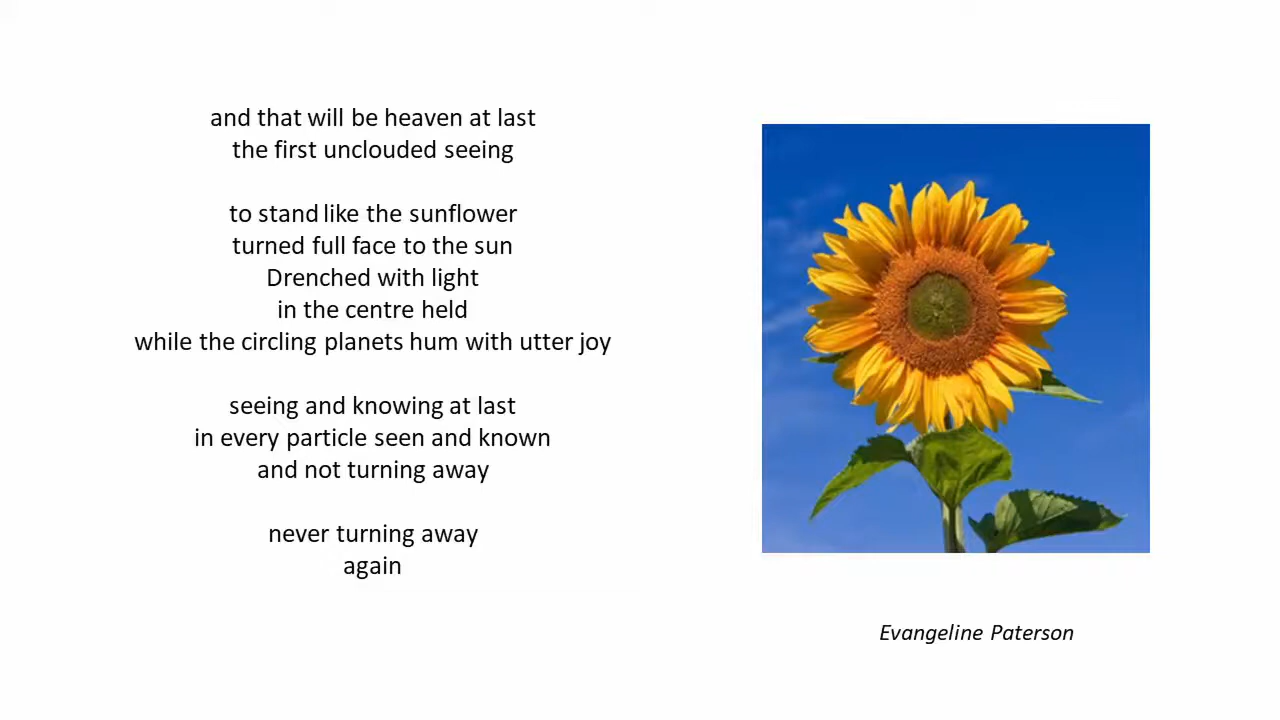 and that will be heaven at last
the first unclouded seeing
to stand like the sunflower
turned full face to the sun
Drenched with light
in the centre held
while the circling planets hum with utter joy
seeing and knowing at last
in every particle seen and known
and not turning away
never turning away
again
Evangeline Paterson